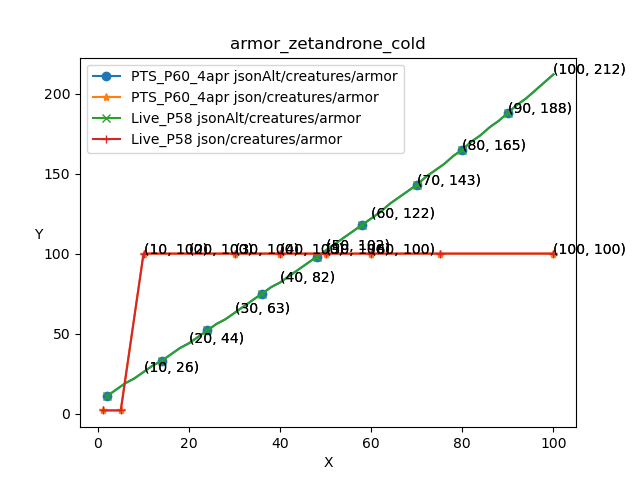 armor_zetandrone_cold
PTS_P60_4apr jsonAlt/creatures/armor
PTS_P60_4apr json/creatures/armor
Live_P58 jsonAlt/creatures/armor
Live_P58 json/creatures/armor
(100, 212)
(90, 188)
(80, 165)
(70, 143)
(60, 122)
(100, 100)
(40, 82)
(30, 63)
(20, 44)
(10, 26)
200
150
100
50
0
Y
0 20 40 60 80 100
X